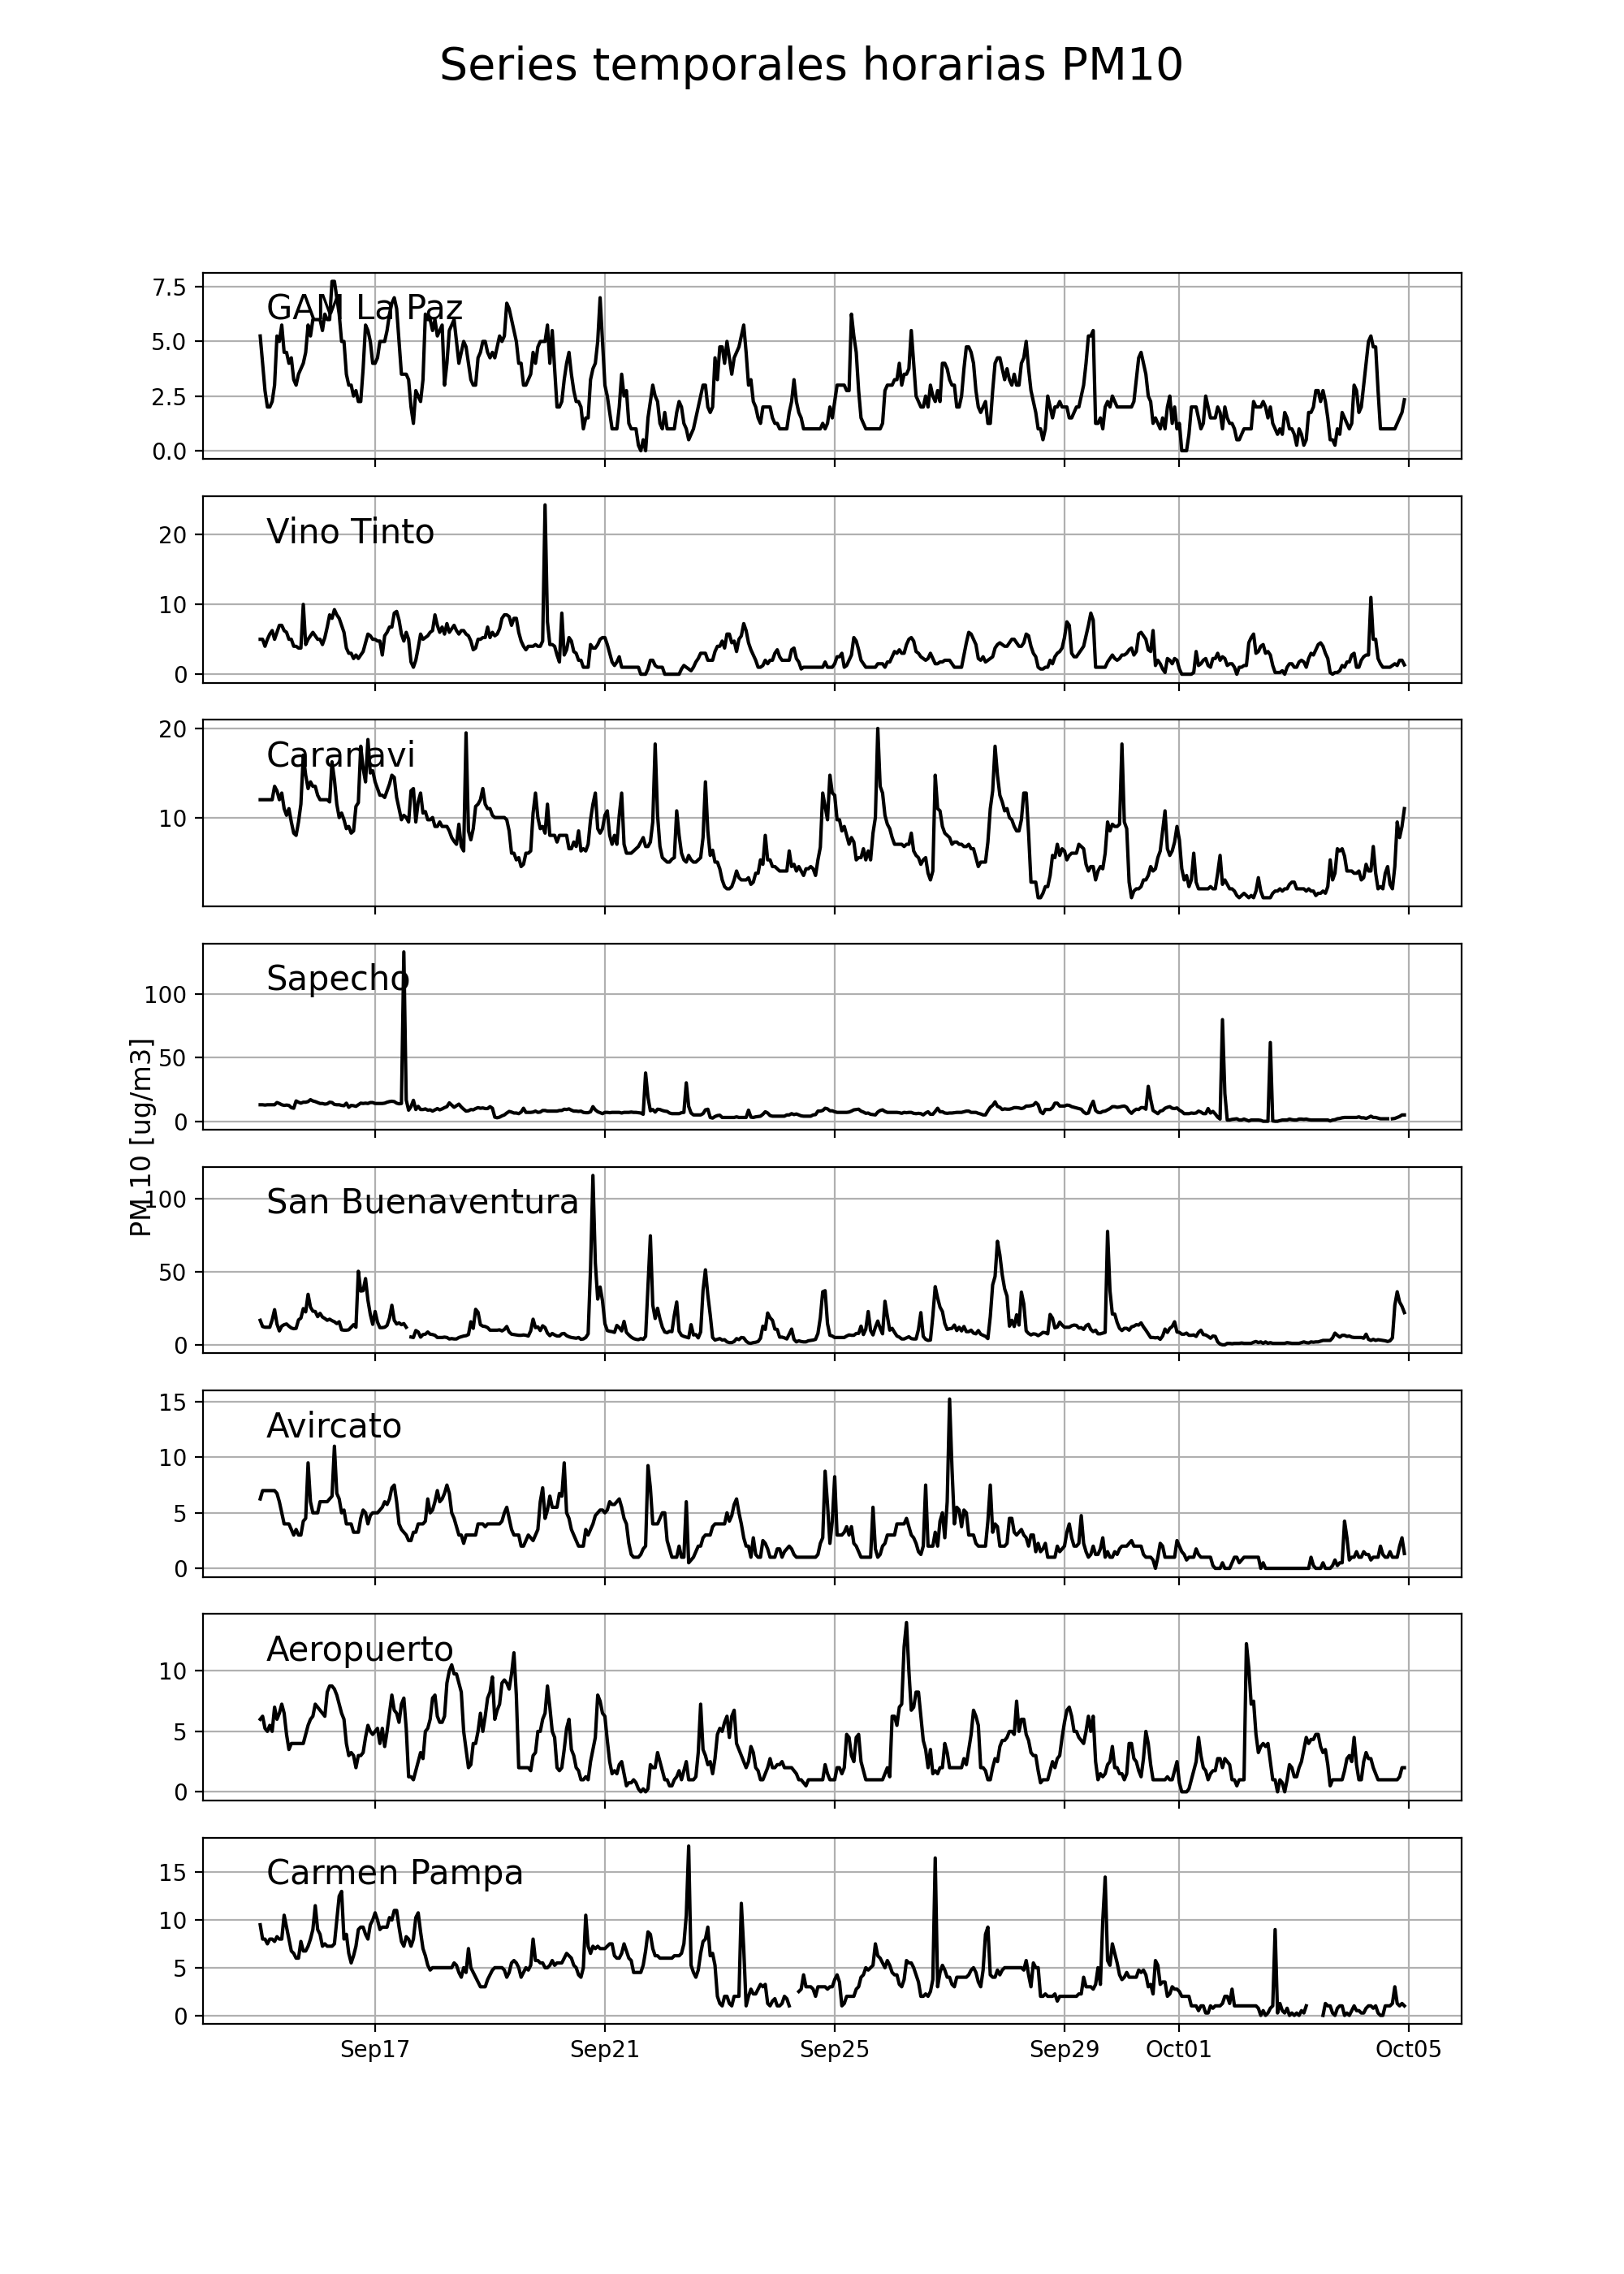 Series temporales horarias PM10
GAM La Paz
7.5
5.0
2.5
0.0
Vino Tinto
20
10
0
Caranavi
20
10
Sapecho
100
50
0
PM 10 [ug/m3]
San Buenaventura
100
50
0
Avircato
15
10
5
0
Aeropuerto
10
5
0
Carmen Pampa
15
10
5
0
Sep17 Sep21 Sep25 Sep29 Oct01 Oct05